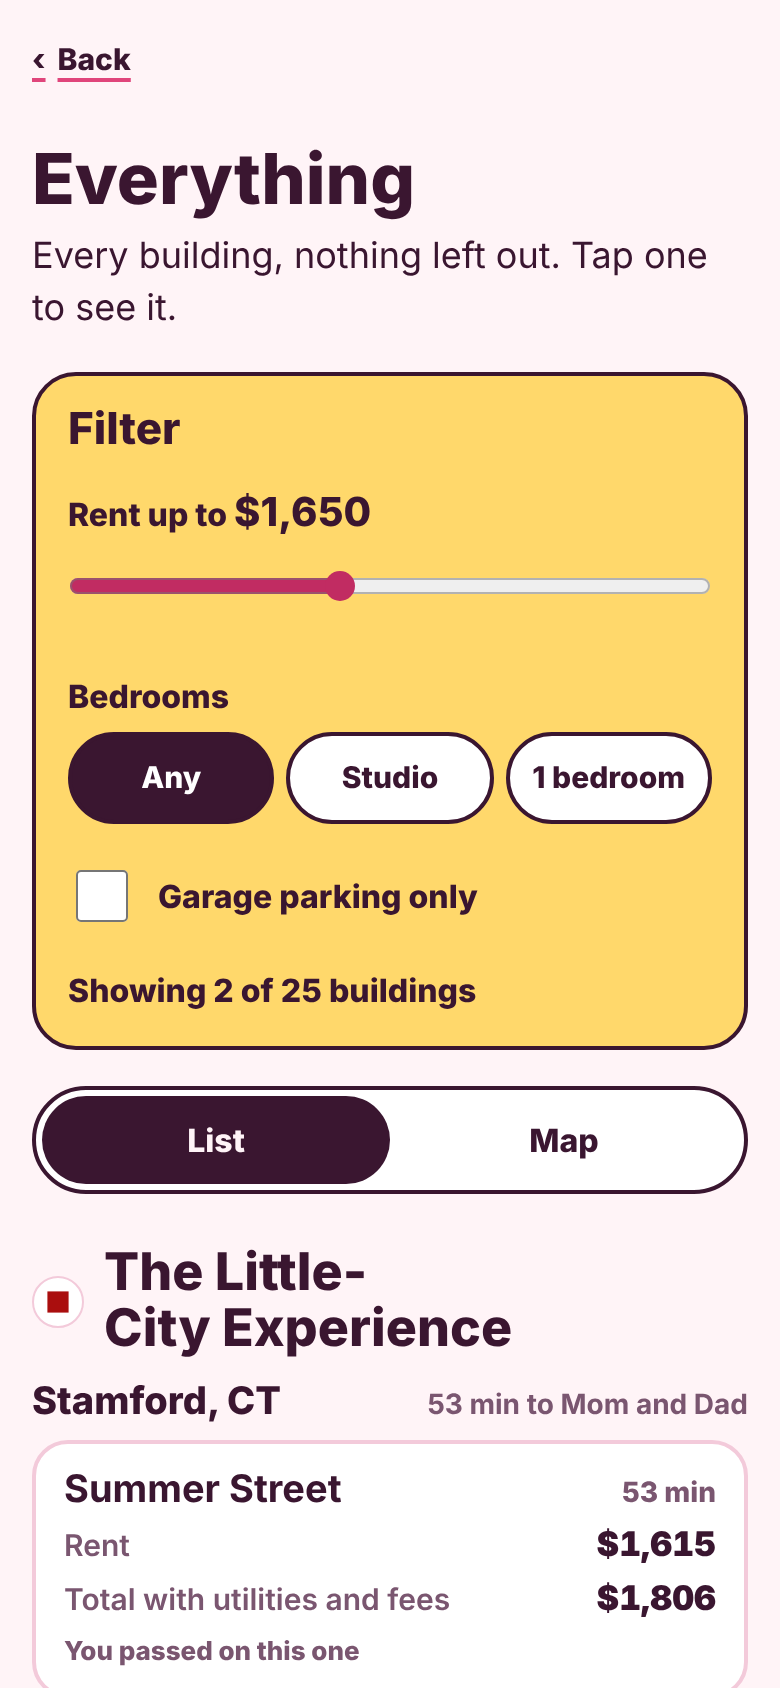 ‹ Back
Everything
Every building, nothing left out. Tap one
to see it.
Filter
Rent up to $1,650
Bedrooms
Any Studio 1 bedroom
Garage parking only
Showing 2 of 25 buildings
List Map
The Little-
City Experience
Stamford, CT 53 min to Mom and Dad
Summer Street 53 min
Rent $1,615
Total with utilities and fees $1,806
You passed on this one